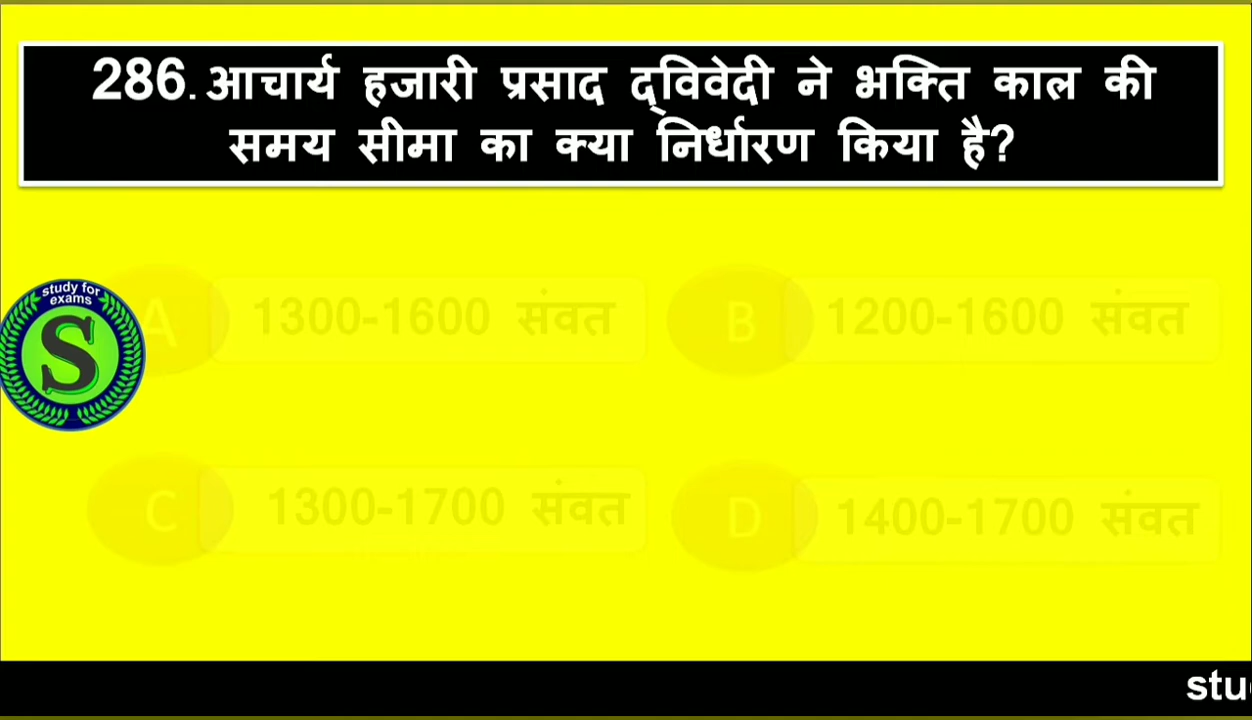 286. आचार्य हजारी प्रसाद द्विवेदी ने भक्ति काल की
समय सीमा का क्या निर्धारण किया है?
study for
exams
S
A 1300-1600 संवत
B 1200-1600 संवत
C 1300-1700 संवत
D 1400-1700 संवत